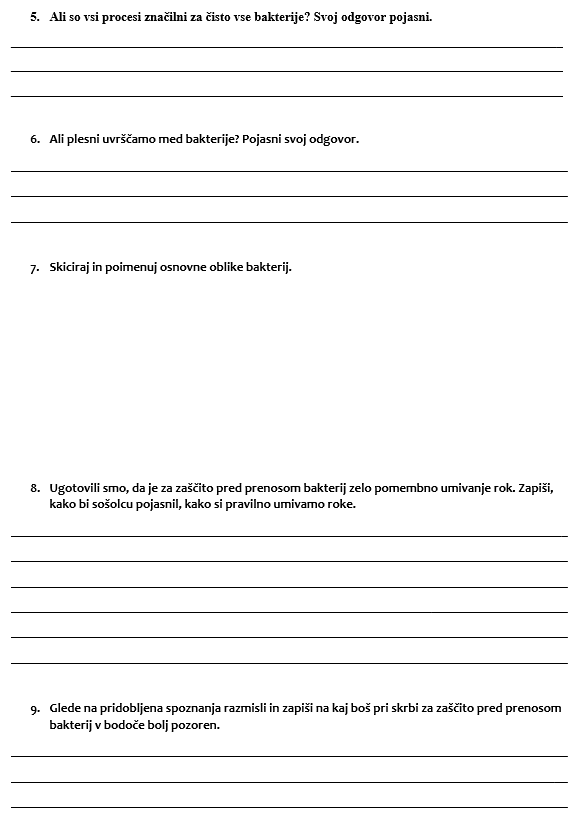 5. Ali so vsi procesi značilni za čisto vse bakterije? Svoj odgovor pojasni.
6. Ali plesni uvrščamo med bakterije? Pojasni svoj odgovor.
7. Skiciraj in poimenuj osnovne oblike bakterij.
8. Ugotovili smo, da je za zaščito pred prenosom bakterij zelo pomembno umivanje rok. Zapiši,
kako bi sošolcu pojasnil, kako si pravilno umivamo roke.
9. Glede na pridobljena spoznanja razmisli in zapiši na kaj boš pri skrbi za zaščito pred prenosom
bakterij v bodoče bolj pozoren.